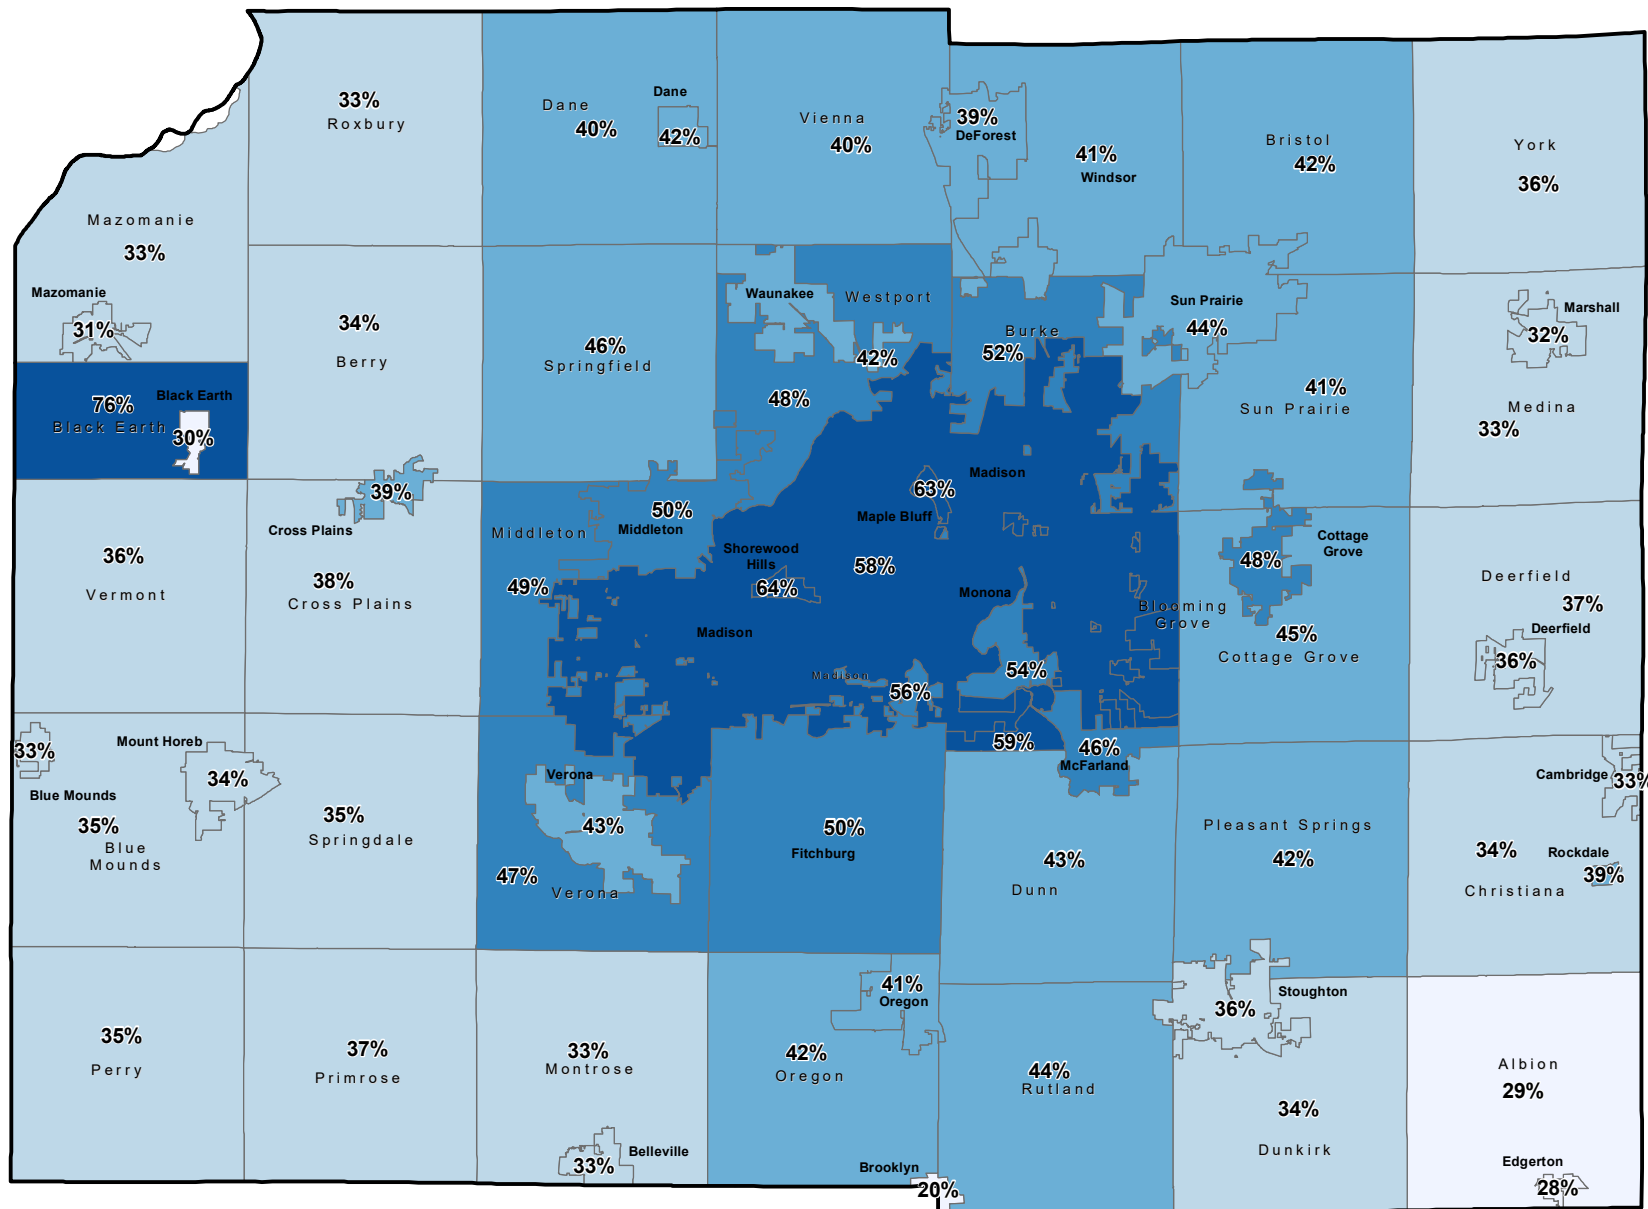 33%
Roxbury
Dane
40%
Dane
42%
Vienna
40%
39%
DeForest
41%
Windsor
Bristol
42%
York
36%
Mazomanie
33%
Mazomanie
31%
34%
Berry
46%
Springfield
Waunakee
42%
Westport
48%
Burke
52%
Sun Prairie
44%
41%
Sun Prairie
Marshall
32%
Medina
33%
76%
Black Earth
Black Earth
30%
39%
Cross Plains
38%
Cross Plains
36%
Vermont
Middleton
49%
50%
Middleton
Shorewood
Hills
64%
Madison
63%
Maple Bluff
58%
Madison
Madison
56%
Monona
54%
59%
Blooming
Grove
46%
McFarland
Cottage
Grove
48%
45%
Cottage Grove
Deerfield
37%
Deerfield
36%
33%
Blue Mounds
35%
Blue
Mounds
Mount Horeb
34%
35%
Springdale
Verona
43%
47%
Verona
50%
Fitchburg
43%
Dunn
Pleasant Springs
42%
Cambridge
33%
34%
Christiana
Rockdale
39%
35%
Perry
37%
Primrose
33%
Montrose
Belleville
33%
41%
Oregon
42%
Oregon
Brooklyn
20%
44%
Rutland
Stoughton
36%
34%
Dunkirk
Albion
29%
Edgerton
28%